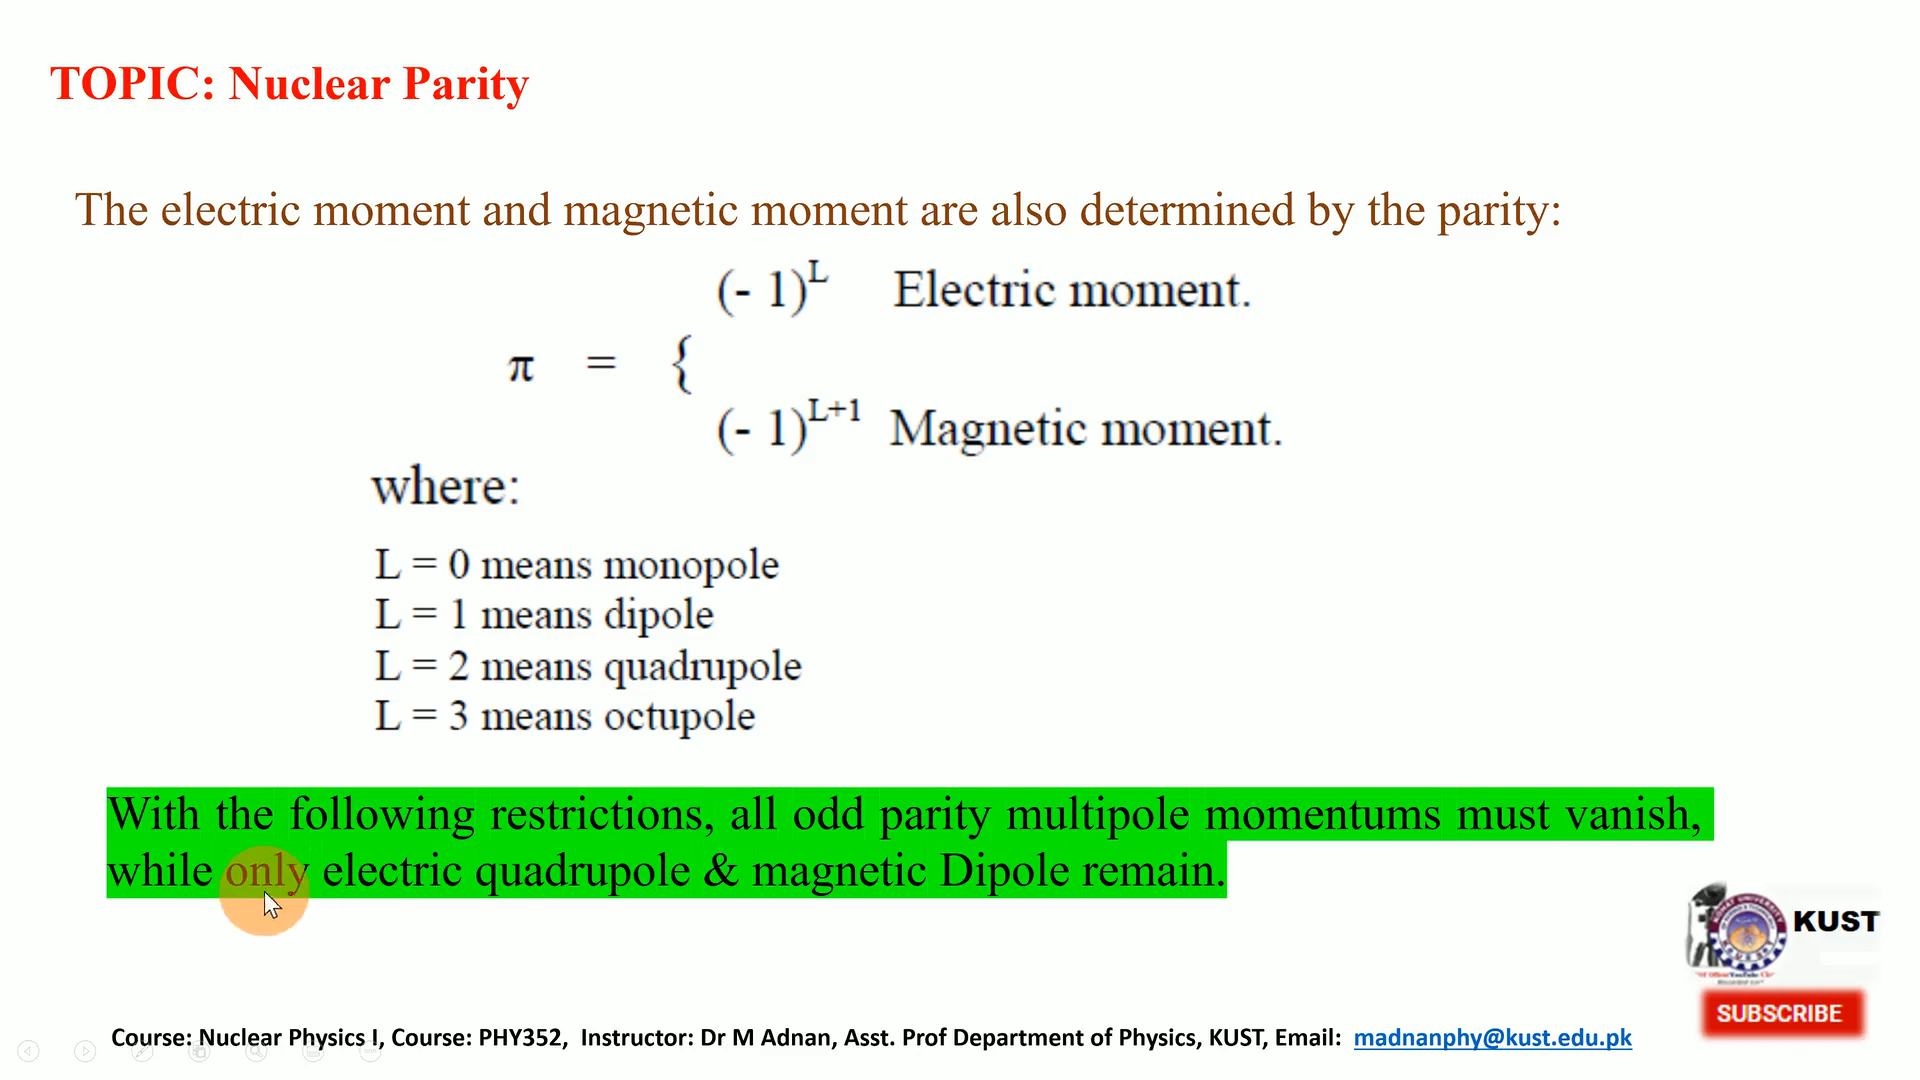 TOPIC: Nuclear Parity
The electric moment and magnetic moment are also determined by the parity:
(- 1)^L Electric moment.
π = {
(- 1)^L+1 Magnetic moment.
where:
L = 0 means monopole
L = 1 means dipole
L = 2 means quadrupole
L = 3 means octupole
With the following restrictions, all odd parity multipole momentums must vanish,
while only electric quadrupole & magnetic Dipole remain.
KUST
SUBSCRIBE
Course: Nuclear Physics I, Course: PHY352, Instructor: Dr M Adnan, Asst. Prof Department of Physics, KUST, Email: madnanphy@kust.edu.pk